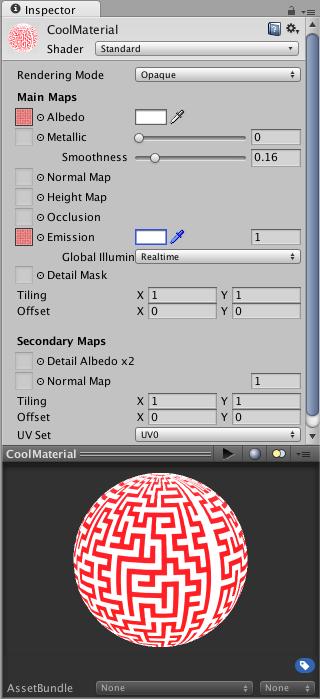 Inspector
CoolMaterial
Shader Standard
Rendering Mode Opaque
Main Maps
Albedo
Metallic 0
Smoothness 0.16
Normal Map
Height Map
Occlusion
Emission 1
Global Illumin Realtime
Detail Mask
Tiling X 1 Y 1
Offset X 0 Y 0
Secondary Maps
Detail Albedo x2
Normal Map 1
Tiling X 1 Y 1
Offset X 0 Y 0
UV Set UV0
CoolMaterial
AssetBundle None None